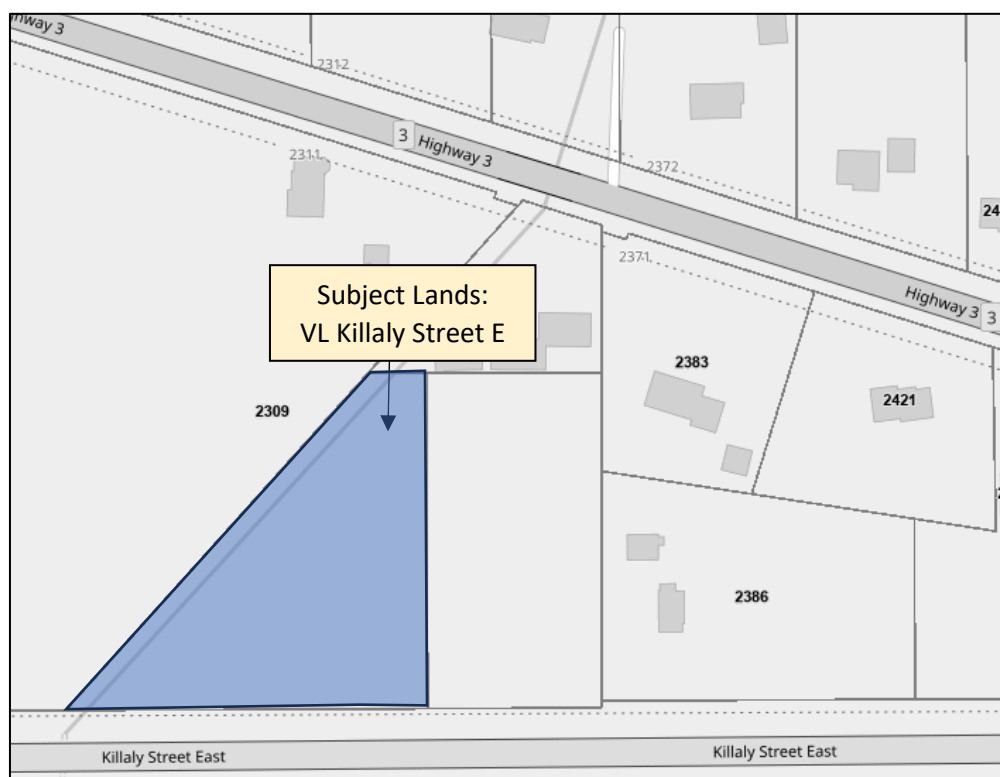 hway 3
2312
3 Highway 3
2311
2372
24
2371
Highway 3 3
Subject Lands:
VL Killaly Street E
2383
2421
2309
2386
Killaly Street East
Killaly Street East